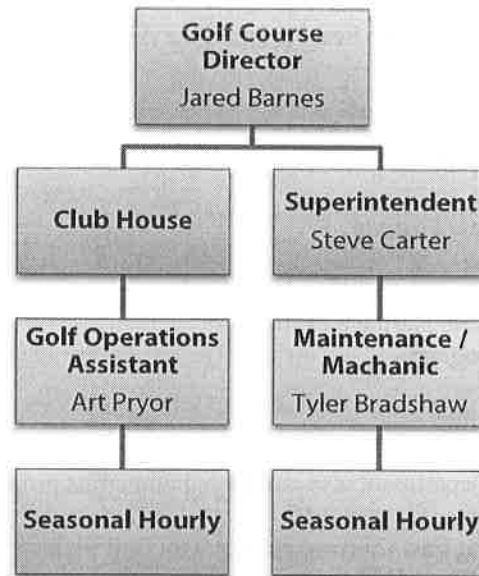 Golf Course
Director
Jared Barnes
Club House
Superintendent
Steve Carter
Golf Operations
Assistant
Art Pryor
Maintenance /
Machanic
Tyler Bradshaw
Seasonal Hourly
Seasonal Hourly